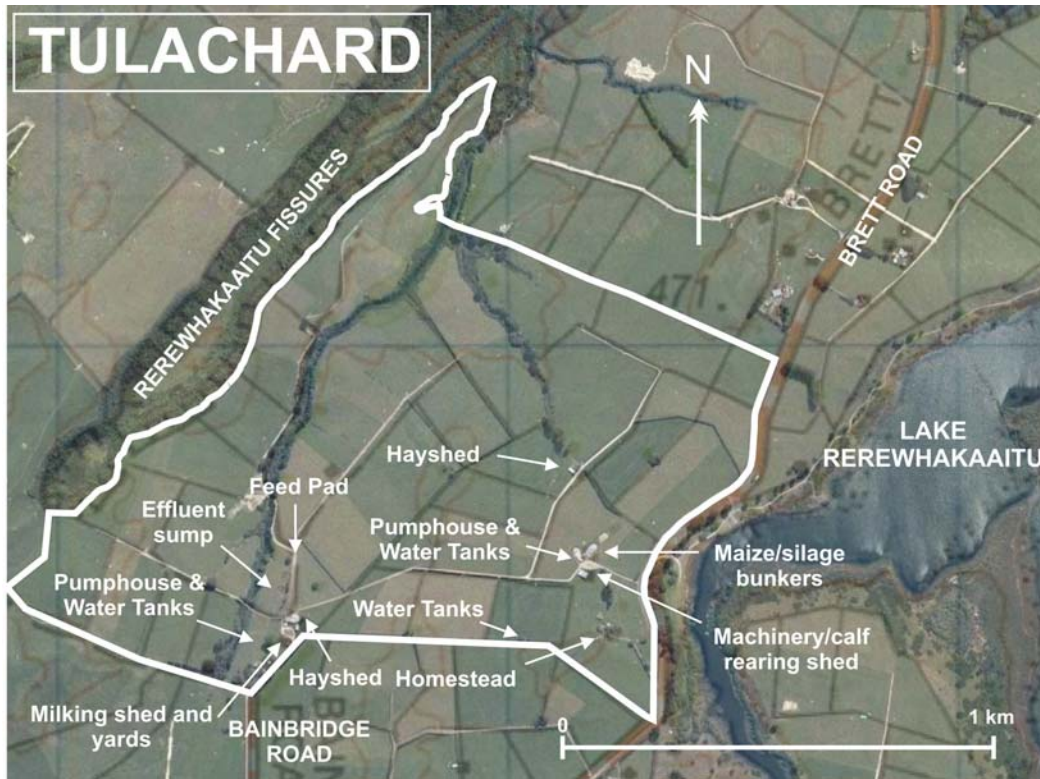 TULACHARD
N
REREWHAKAAITU FISSURES
BRETT
BRETT ROAD
471
LAKE
REREWHAKAAITU
Hayshed
Feed Pad
Effluent
sump
Pumphouse &
Water Tanks
Maize/silage
bunkers
Pumphouse &
Water Tanks
Water Tanks
Machinery/calf
rearing shed
Hayshed
Homestead
Milking shed and
yards
BAINBRIDGE
ROAD
0
1 km